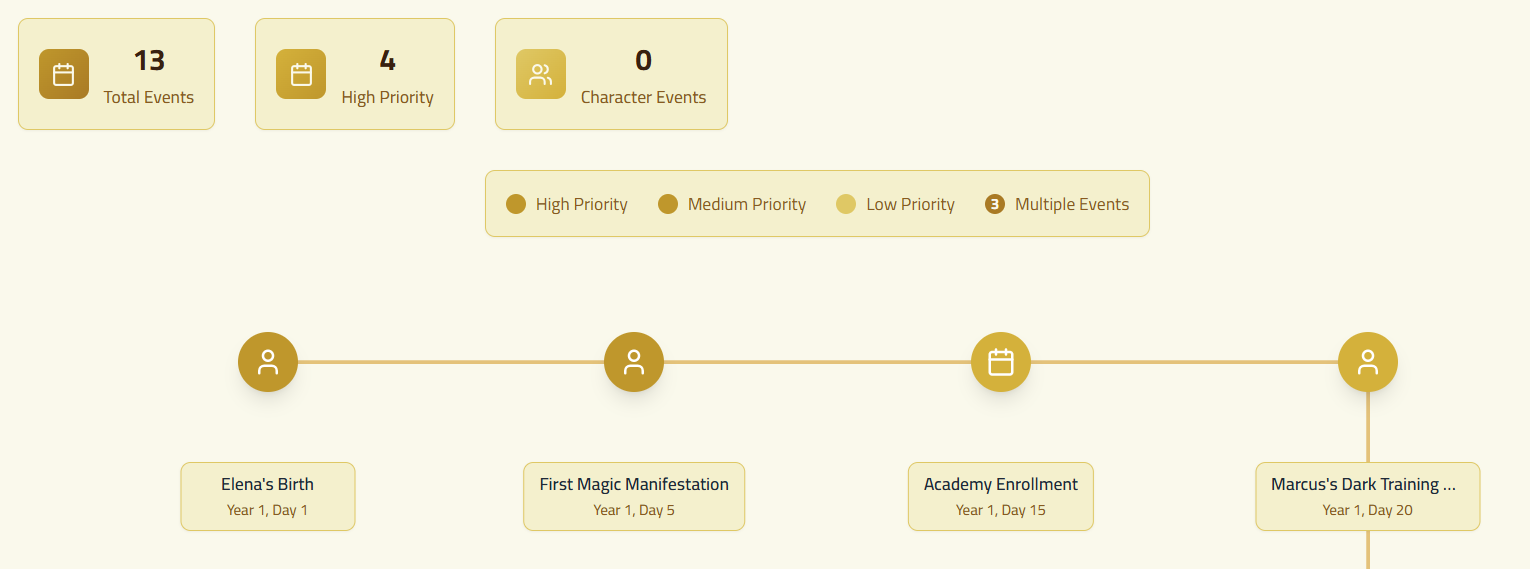 13
Total Events
4
High Priority
0
Character Events
High Priority
Medium Priority
Low Priority
3 Multiple Events
Elena's Birth
Year 1, Day 1
First Magic Manifestation
Year 1, Day 5
Academy Enrollment
Year 1, Day 15
Marcus's Dark Training ...
Year 1, Day 20